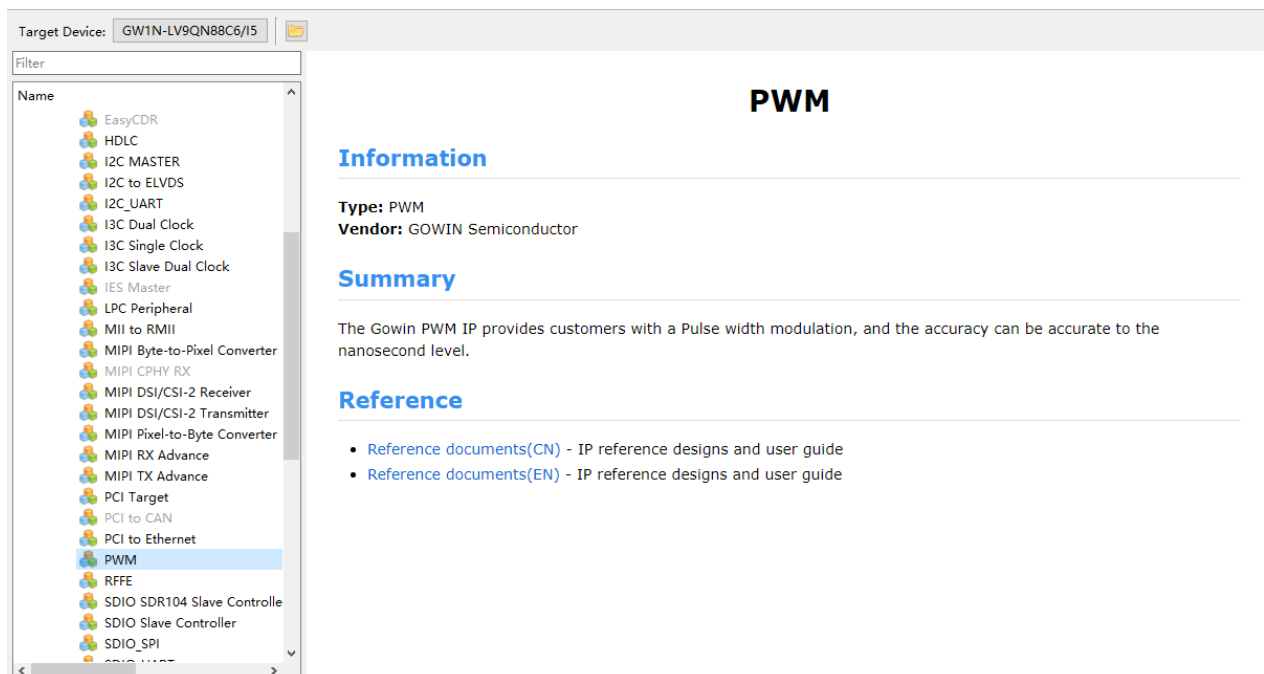 Target Device: GW1N-LV9QN88C6/I5
Filter
Name
EasyCDR
HDLC
I2C MASTER
I2C to ELVDS
I2C_UART
I3C Dual Clock
I3C Single Clock
I3C Slave Dual Clock
IES Master
LPC Peripheral
MII to RMII
MIPI Byte-to-Pixel Converter
MIPI CPHY RX
MIPI DSI/CSI-2 Receiver
MIPI DSI/CSI-2 Transmitter
MIPI Pixel-to-Byte Converter
MIPI RX Advance
MIPI TX Advance
PCI Target
PCI to CAN
PCI to Ethernet
PWM
RFFE
SDIO SDR104 Slave Controlle
SDIO Slave Controller
SDIO_SPI
SDIO_UART
PWM
Information
Type: PWM
Vendor: GOWIN Semiconductor
Summary
The Gowin PWM IP provides customers with a Pulse width modulation, and the accuracy can be accurate to the
nanosecond level.
Reference
• Reference documents(CN) - IP reference designs and user guide
• Reference documents(EN) - IP reference designs and user guide